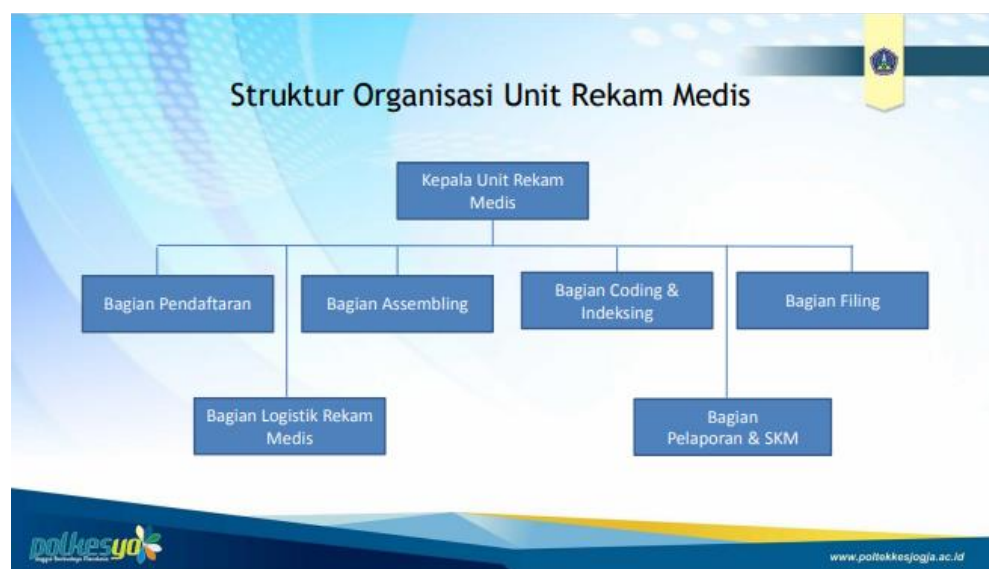 Struktur Organisasi Unit Rekam Medis
Kepala Unit Rekam
Medis
Bagian Pendaftaran
Bagian Assembling
Bagian Coding &
Indeksing
Bagian Filing
Bagian Logistik Rekam
Medis
Bagian
Pelaporan & SKM
polkesyo
www.poltekkesjogja.ac.id